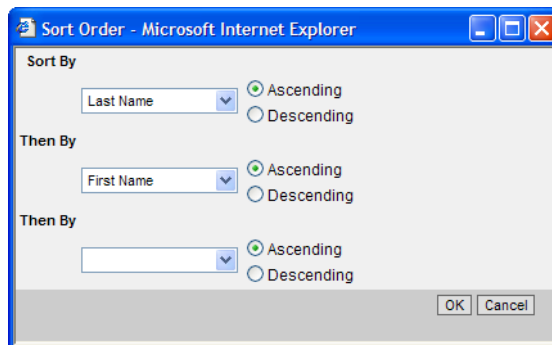 Sort Order - Microsoft Internet Explorer
Sort By
Last Name
Ascending
Descending
Then By
First Name
Ascending
Descending
Then By
Ascending
Descending
OK Cancel